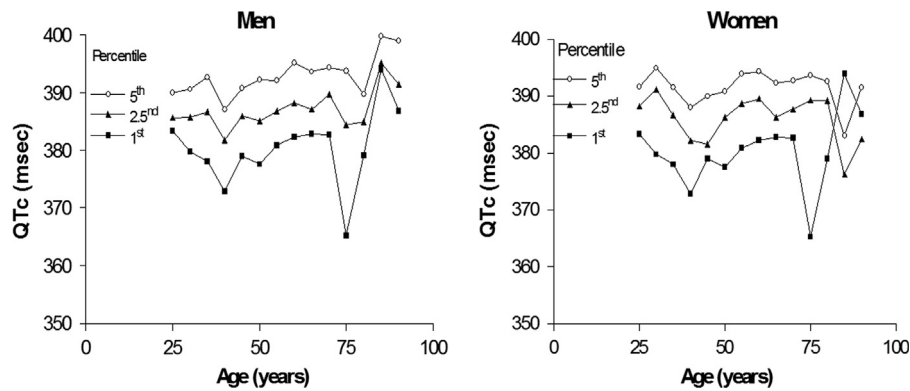 Men
400
390
380
370
360
350
QTc (msec)
Percentile
5th
2.5nd
1st
0
25
50
75
100
Age (years)
Women
400
390
380
370
360
350
QTc (msec)
Percentile
5th
2.5nd
1st
0
25
50
75
100
Age (years)